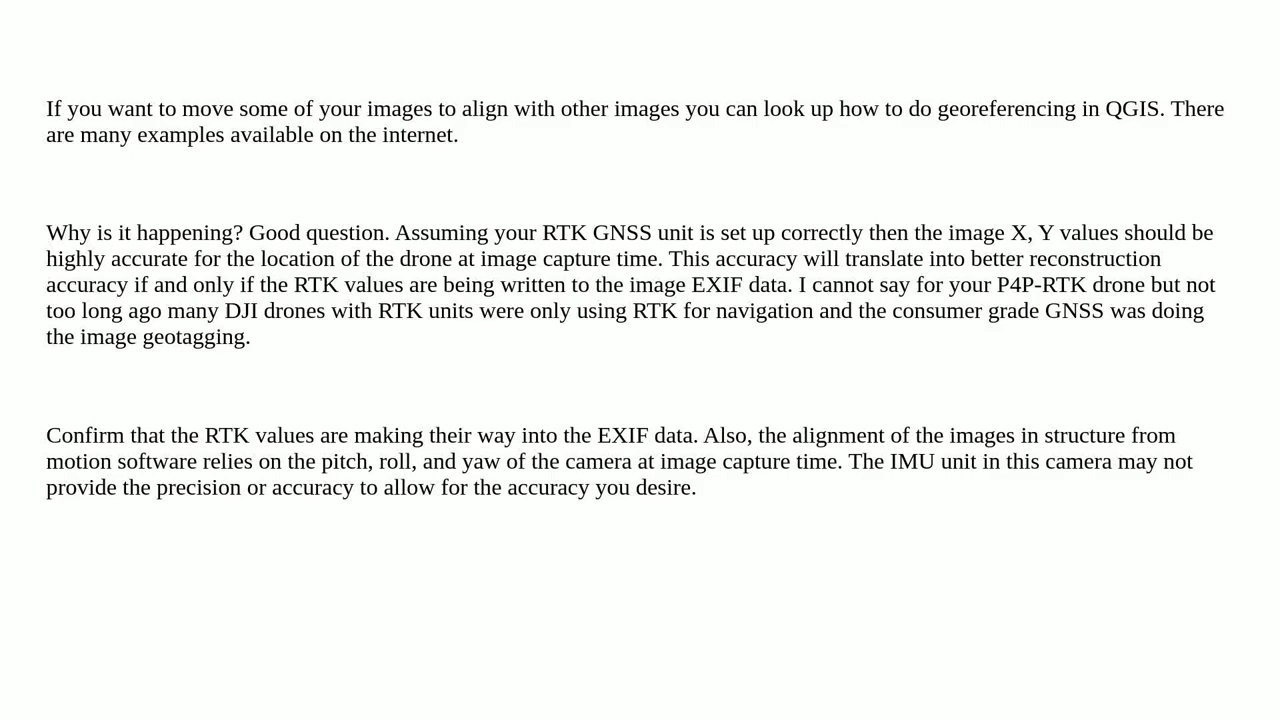 If you want to move some of your images to align with other images you can look up how to do georeferencing in QGIS. There
are many examples available on the internet.
Why is it happening? Good question. Assuming your RTK GNSS unit is set up correctly then the image X, Y values should be
highly accurate for the location of the drone at image capture time. This accuracy will translate into better reconstruction
accuracy if and only if the RTK values are being written to the image EXIF data. I cannot say for your P4P-RTK drone but not
too long ago many DJI drones with RTK units were only using RTK for navigation and the consumer grade GNSS was doing
the image geotagging.
Confirm that the RTK values are making their way into the EXIF data. Also, the alignment of the images in structure from
motion software relies on the pitch, roll, and yaw of the camera at image capture time. The IMU unit in this camera may not
provide the precision or accuracy to allow for the accuracy you desire.